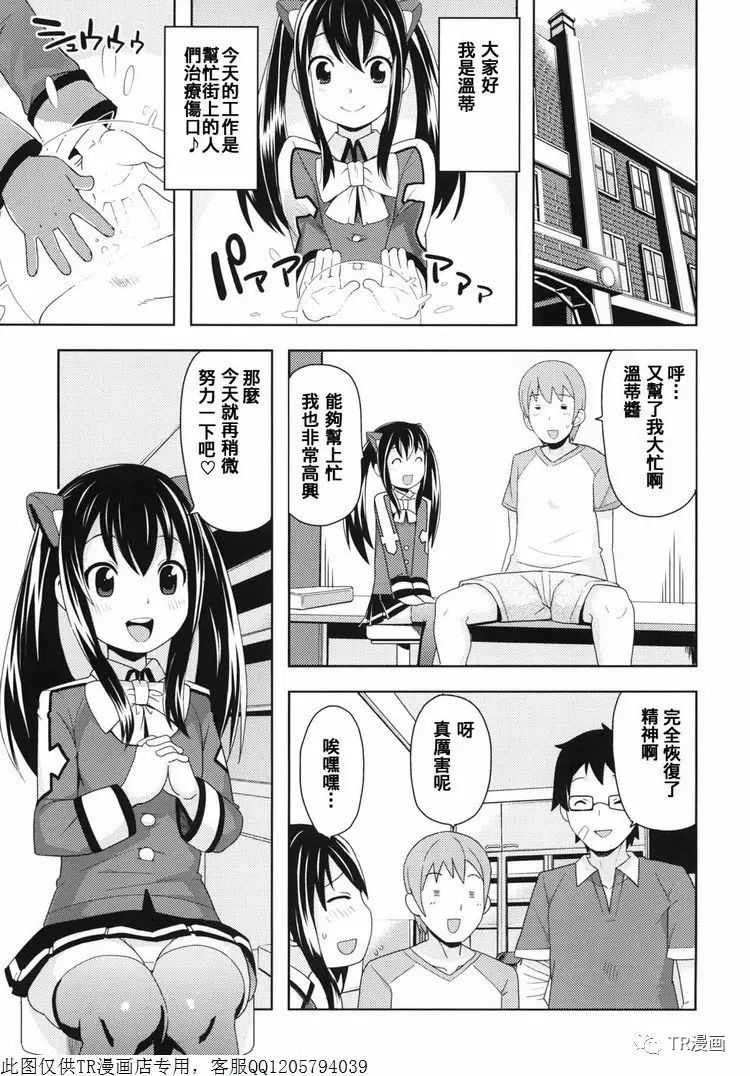 大家好
我是溫蒂
今天的工作是
幫忙街上的人
們治療傷口♪
パァァァ
ァァァ
シュウゥゥ
呼…
又幫了我大忙啊
溫蒂醬
能夠幫上忙
我也非常高興
那麼
今天就再稍微
努力一下吧♡
完全恢復了
精神啊
呀
真厲害呢
唉嘿嘿…
TR漫画
此图仅供TR漫画店专用，客服QQ1205794039